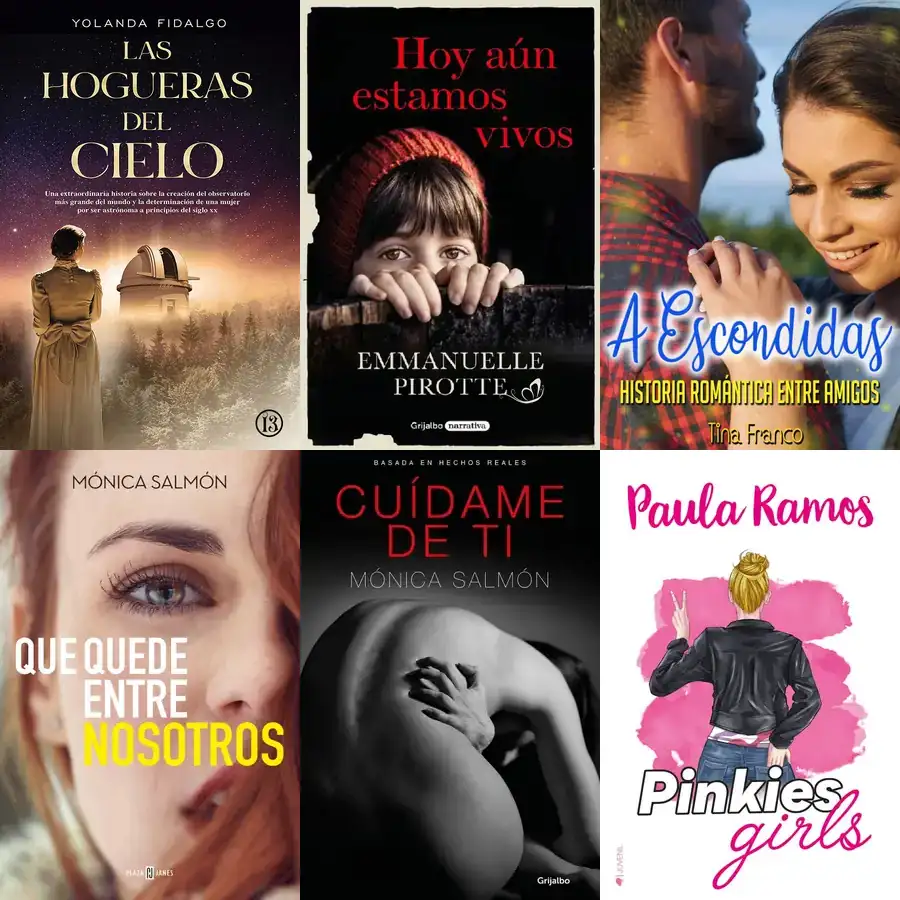 YOLANDA FIDALGO
LAS
HOGUERAS
DEL
CIELO
Una extraordinaria historia sobre la creación del observatorio
más grande del mundo y la determinación de una mujer
por ser astrónoma a principios del siglo XX
13
Hoy aún
estamos
vivos
EMMANUELLE
PIROTTE
Grijalbo narrativa
A Escondidas
HISTORIA ROMÁNTICA ENTRE AMIGOS
Tina Franco
MÓNICA SALMÓN
QUE QUEDE
ENTRE
NOSOTROS
PLAZA JANÉS
BASADA EN HECHOS REALES
CUÍDAME
DE TI
MÓNICA SALMÓN
Grijalbo
Paula Ramos
Pinkies
girls
JUVENIL